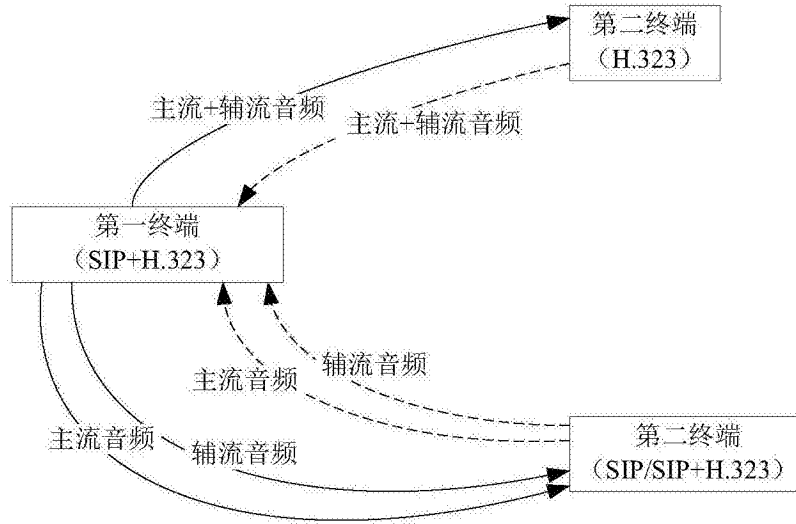 第二终端
（H.323）
主流+辅流音频
主流+辅流音频
第一终端
（SIP+H.323）
辅流音频
主流音频
主流音频
辅流音频
第二终端
（SIP/SIP+H.323）